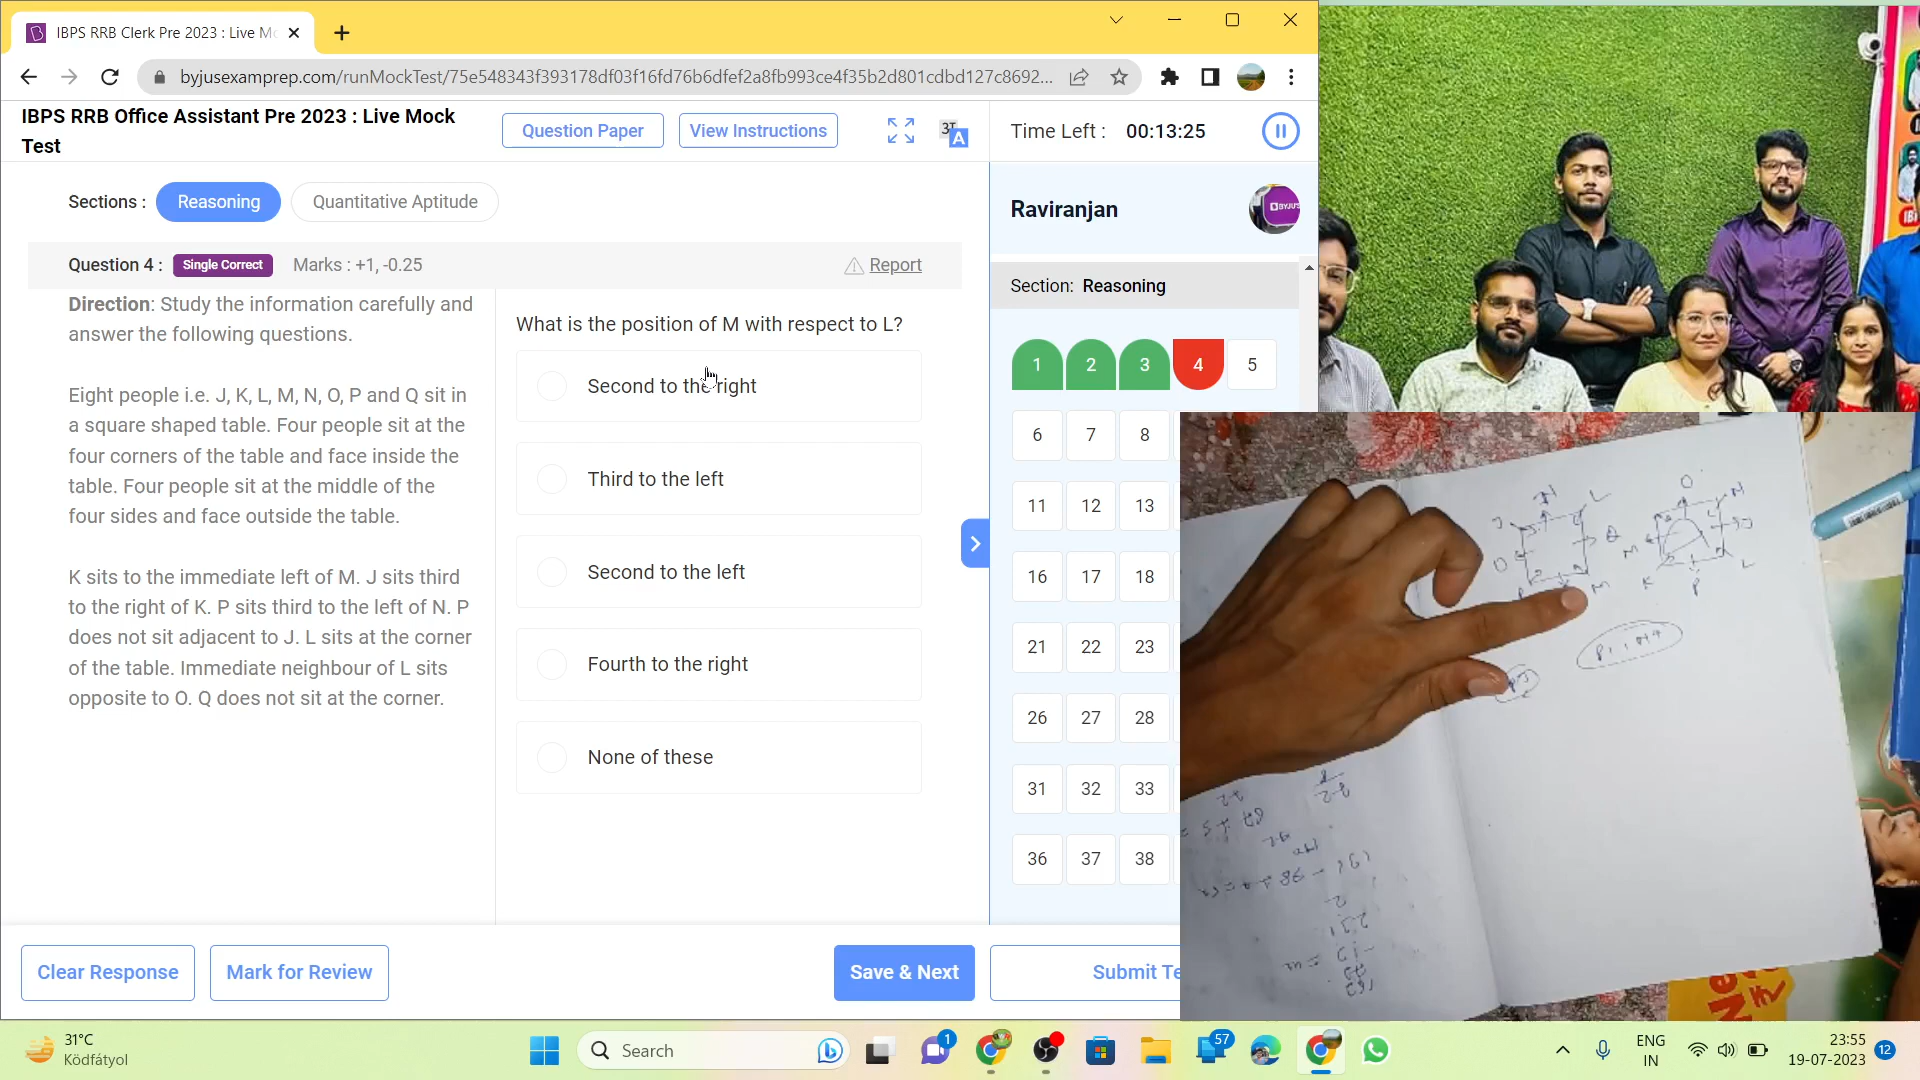 IBPS RRB Clerk Pre 2023 : Live Mo
byjusexamprep.com/runMockTest/75e548343f393178df03f16fd76b6dfef2a8fb993ce4f35b2d801cdbd127c8692...
IBPS RRB Office Assistant Pre 2023 : Live Mock
Test
Question Paper
View Instructions
A
Time Left : 00:13:25
Sections : Reasoning Quantitative Aptitude
Raviranjan
BYJU'S
Question 4 : Single Correct Marks : +1, -0.25 Report
Section: Reasoning
Direction: Study the information carefully and
answer the following questions.
Eight people i.e. J, K, L, M, N, O, P and Q sit in
a square shaped table. Four people sit at the
four corners of the table and face inside the
table. Four people sit at the middle of the
four sides and face outside the table.
K sits to the immediate left of M. J sits third
to the right of K. P sits third to the left of N. P
does not sit adjacent to J. L sits at the corner
of the table. Immediate neighbour of L sits
opposite to O. Q does not sit at the corner.
What is the position of M with respect to L?
Second to the right
Third to the left
Second to the left
Fourth to the right
None of these
1 2 3 4 5
6 7 8
11 12 13
16 17 18
21 22 23
26 27 28
31 32 33
36 37 38
J N L
O Q
M
O M
M J
K P L
Clear Response
Mark for Review
Save & Next
Submit Te
31°C
Ködfátyol
Search
1
57
ENG
IN
23:55
19-07-2023
12